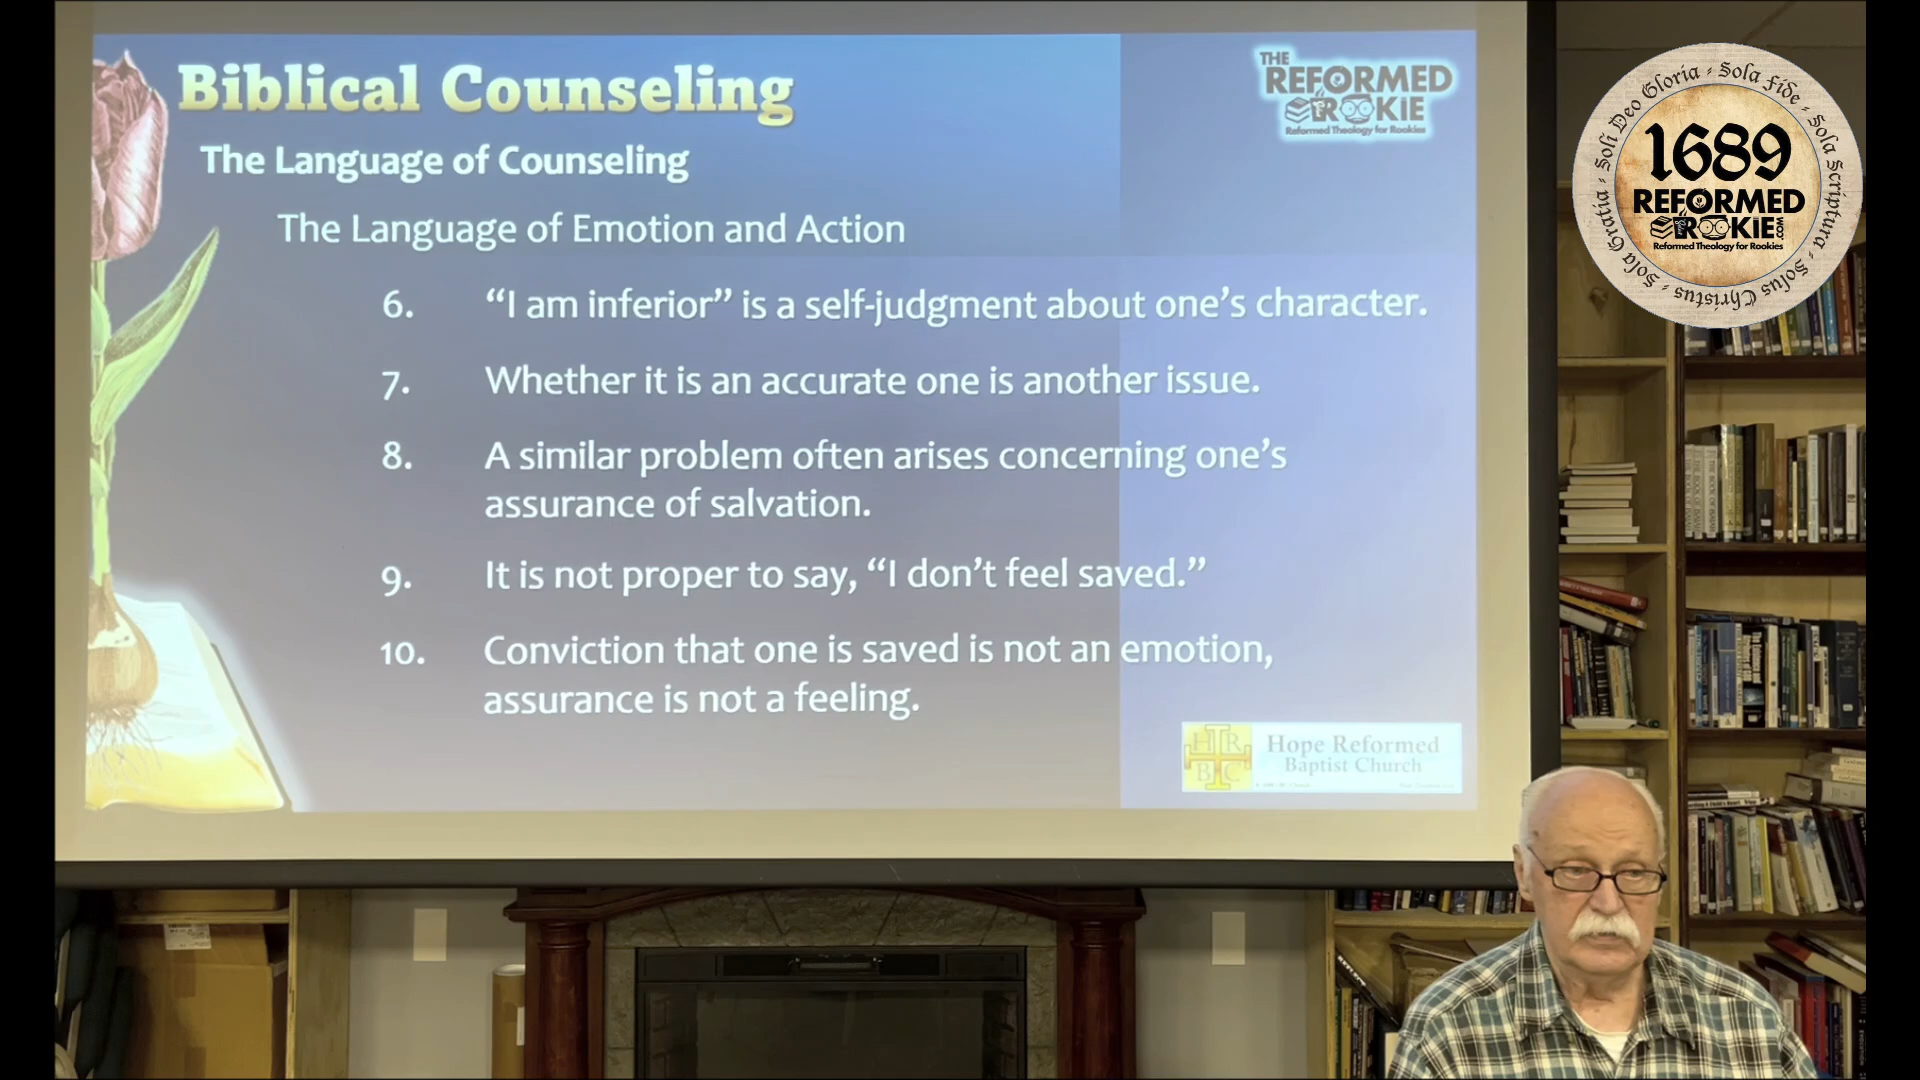 Biblical Counseling
The Language of Counseling
The Language of Emotion and Action
6. “I am inferior” is a self-judgment about one’s character.
7. Whether it is an accurate one is another issue.
8. A similar problem often arises concerning one’s
assurance of salvation.
9. It is not proper to say, “I don’t feel saved.”
10. Conviction that one is saved is not an emotion,
assurance is not a feeling.
THE
REFORMED
ROOKIE
Reformed Theology for Rookies
H R
B C
Hope Reformed
Baptist Church
Sola Gratia - Soli Deo Gloria - Sola Fide - Sola Scriptura - Solus Christus -
1689
REFORMED
ROOKIE.COM
Reformed Theology for Rookies